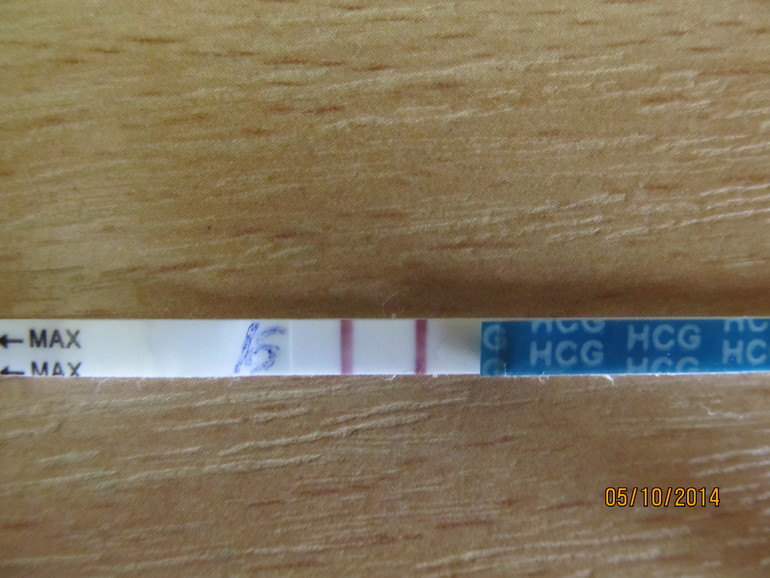 ← MAX HCG HCG HC
← MAX G HCG HCG HC
15
05/10/2014